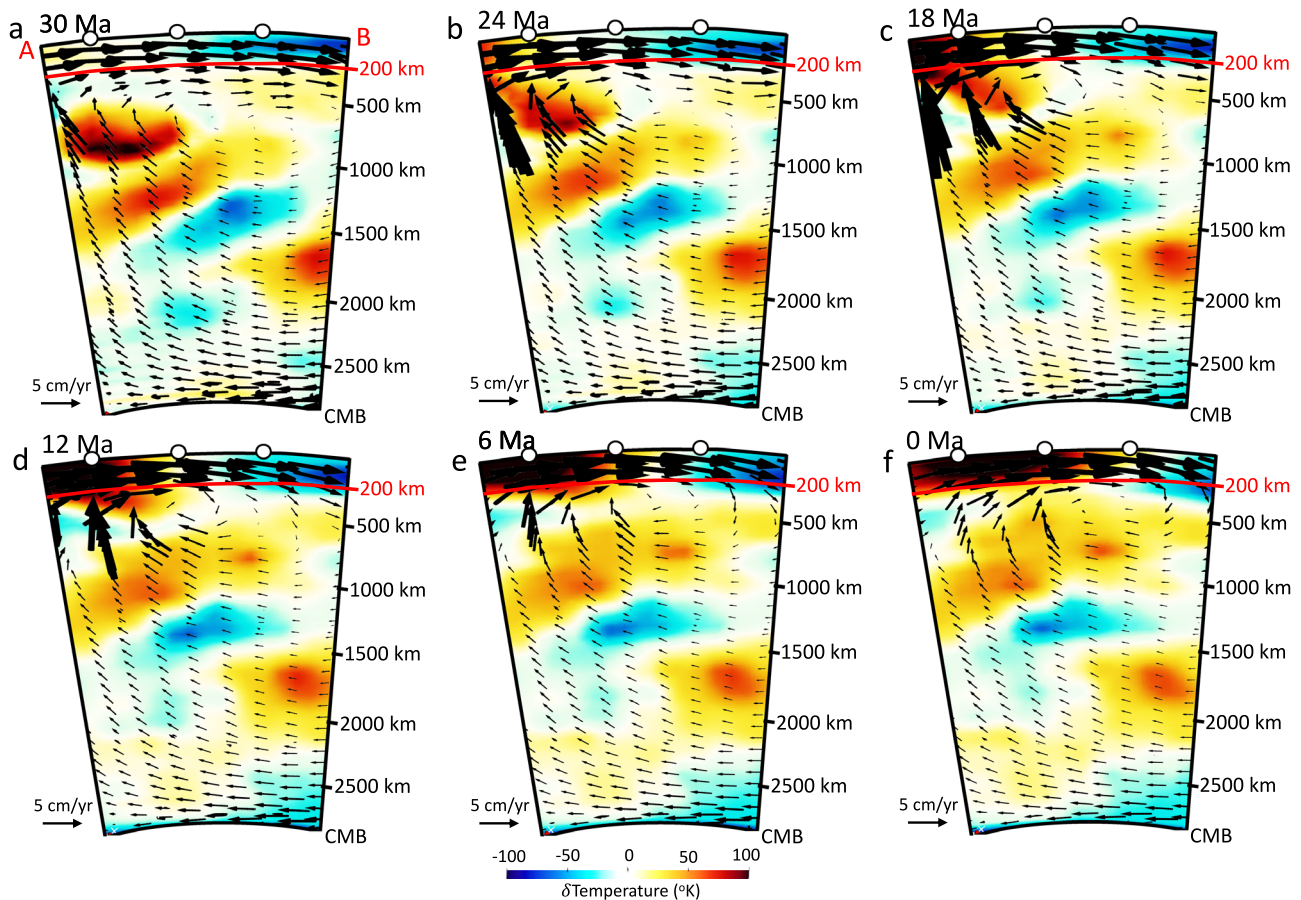 a
30 Ma
A
B
200 km
500 km
1000 km
1500 km
2000 km
2500 km
5 cm/yr
CMB
b
24 Ma
200 km
500 km
1000 km
1500 km
2000 km
2500 km
5 cm/yr
CMB
c
18 Ma
200 km
500 km
1000 km
1500 km
2000 km
2500 km
5 cm/yr
CMB
d
12 Ma
200 km
500 km
1000 km
1500 km
2000 km
2500 km
5 cm/yr
CMB
e
6 Ma
200 km
500 km
1000 km
1500 km
2000 km
2500 km
5 cm/yr
CMB
f
0 Ma
200 km
500 km
1000 km
1500 km
2000 km
2500 km
5 cm/yr
CMB
-100 -50 0 50 100
δTemperature (°K)